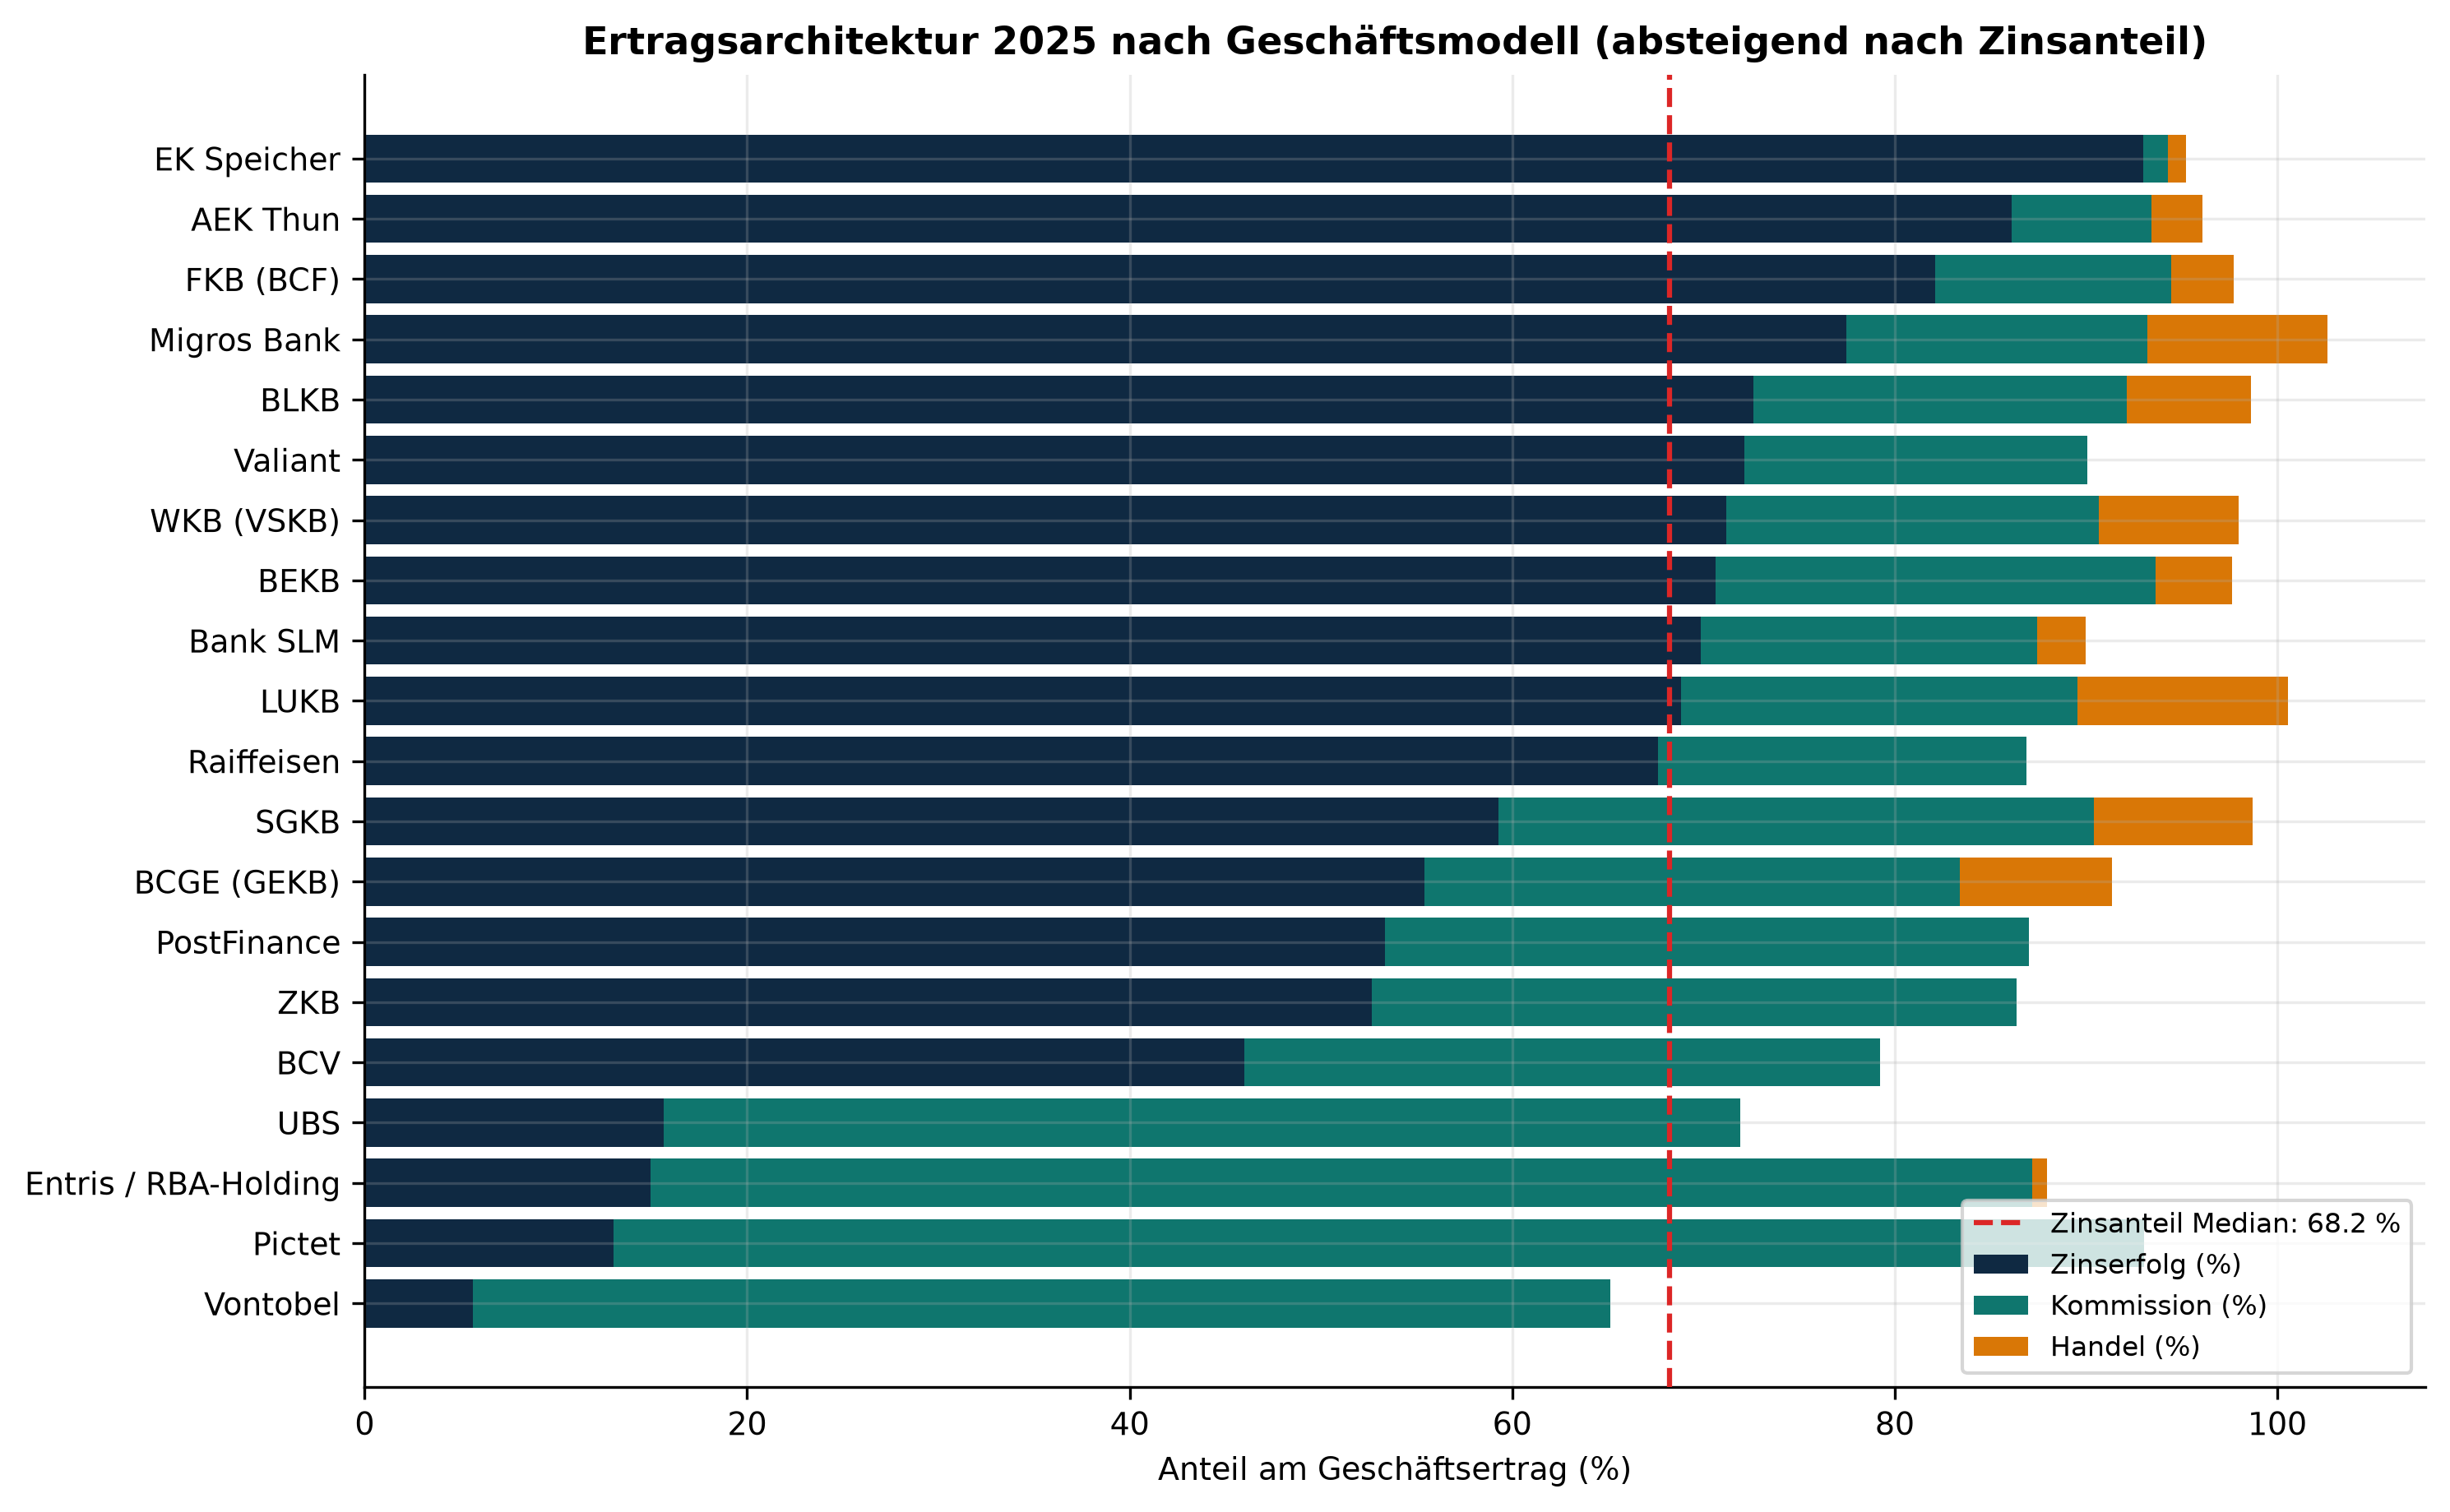 Ertragsarchitektur 2025 nach Geschäftsmodell (absteigend nach Zinsanteil)
EK Speicher
AEK Thun
FKB (BCF)
Migros Bank
BLKB
Valiant
WKB (VSKB)
BEKB
Bank SLM
LUKB
Raiffeisen
SGKB
BCGE (GEKB)
PostFinance
ZKB
BCV
UBS
Entris / RBA-Holding
Pictet
Vontobel
Zinsanteil Median: 68.2 %
Zinserfolg (%)
Kommission (%)
Handel (%)
0 20 40 60 80 100
Anteil am Geschäftsertrag (%)